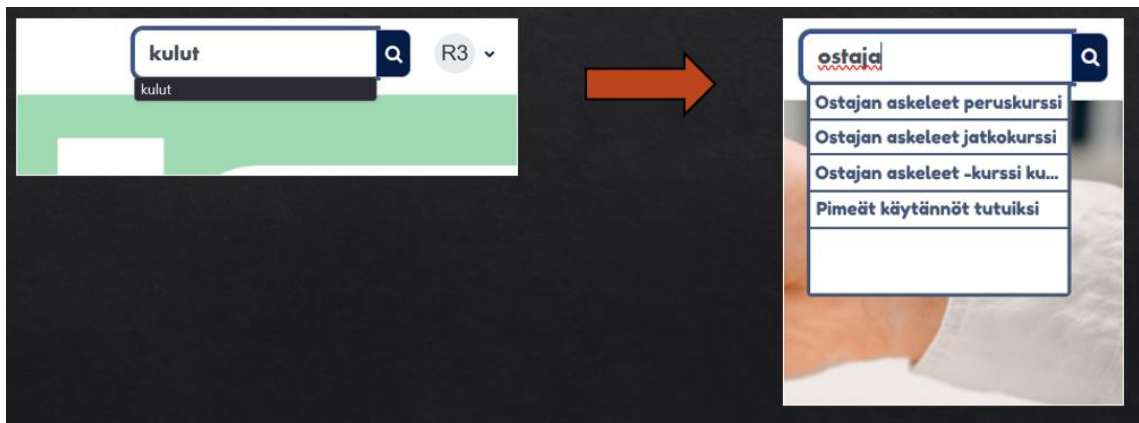 kulut
R3
kulut
ostaja
Ostajan askeleet peruskurssi
Ostajan askeleet jatkokurssi
Ostajan askeleet -kurssi ku...
Pimeät käytännöt tutuiksi